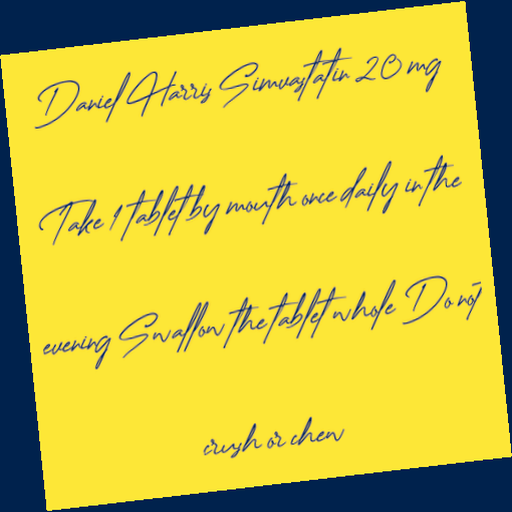 Daniel Harris Simvastatin 20 mg
Take 1 tablet by mouth once daily in the
evening Swallow the tablet whole Do not
crush or chew